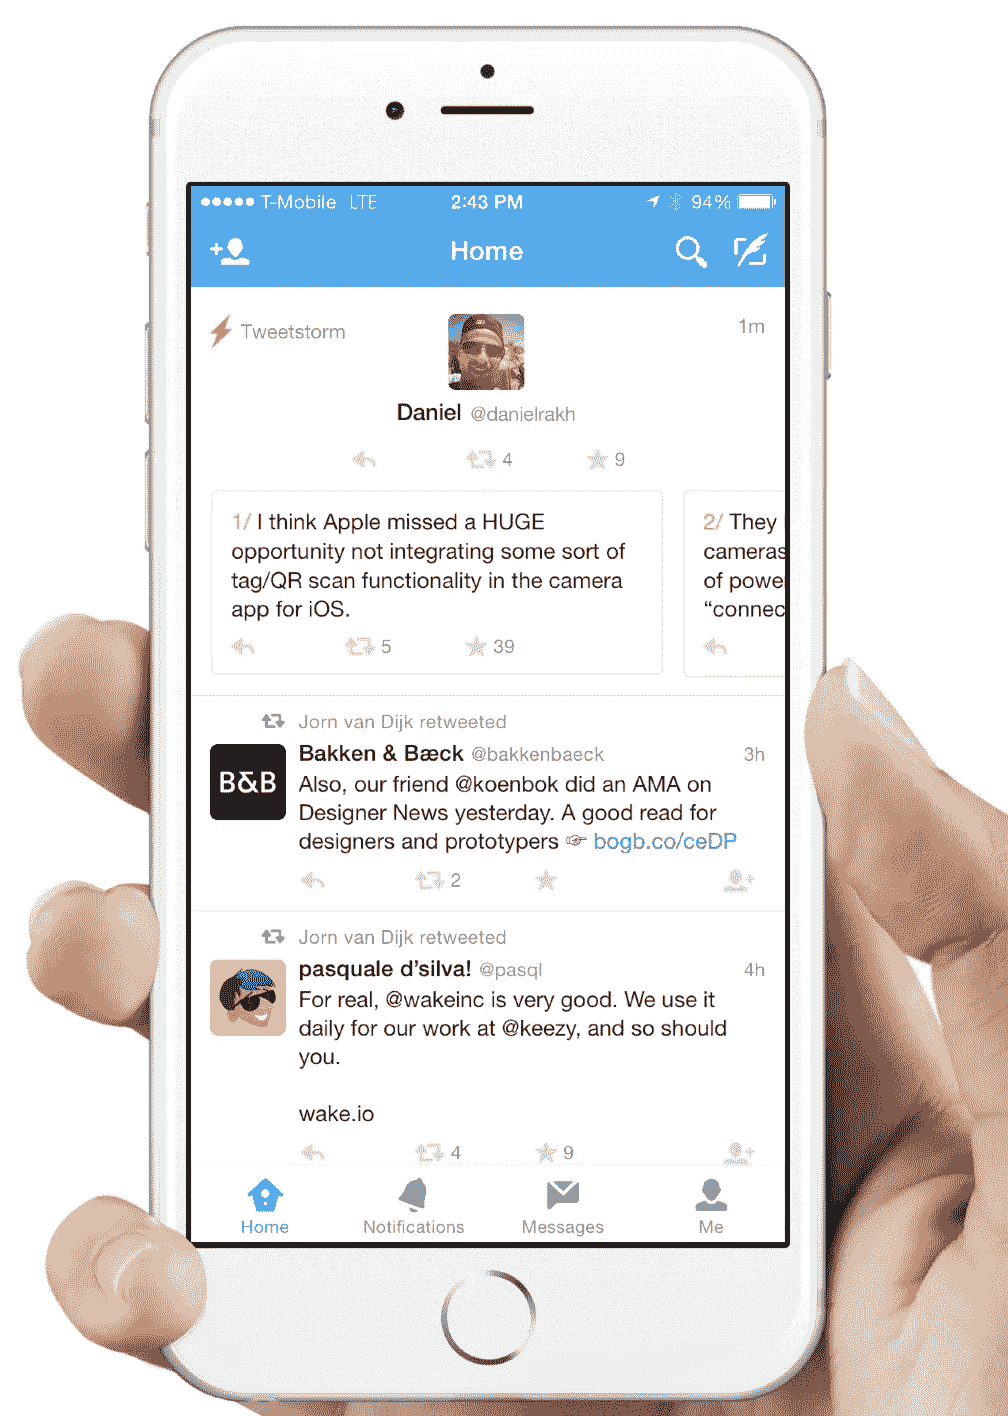 T-Mobile LTE 2:43 PM 94%
Home
Tweetstorm 1m
Daniel @danielrakh
4 9
1/ I think Apple missed a HUGE
opportunity not integrating some sort of
tag/QR scan functionality in the camera
app for iOS.
5 39
2/ They
cameras
of power
“connec
Jorn van Dijk retweeted
Bakken & Bæck @bakkenbaeck 3h
B&B
Also, our friend @koenbok did an AMA on
Designer News yesterday. A good read for
designers and prototypers ☞ bogb.co/ceDP
2
Jorn van Dijk retweeted
pasquale d’silva! @pasql 4h
For real, @wakeinc is very good. We use it
daily for our work at @keezy, and so should
you.
wake.io
4 9
Home Notifications Messages Me